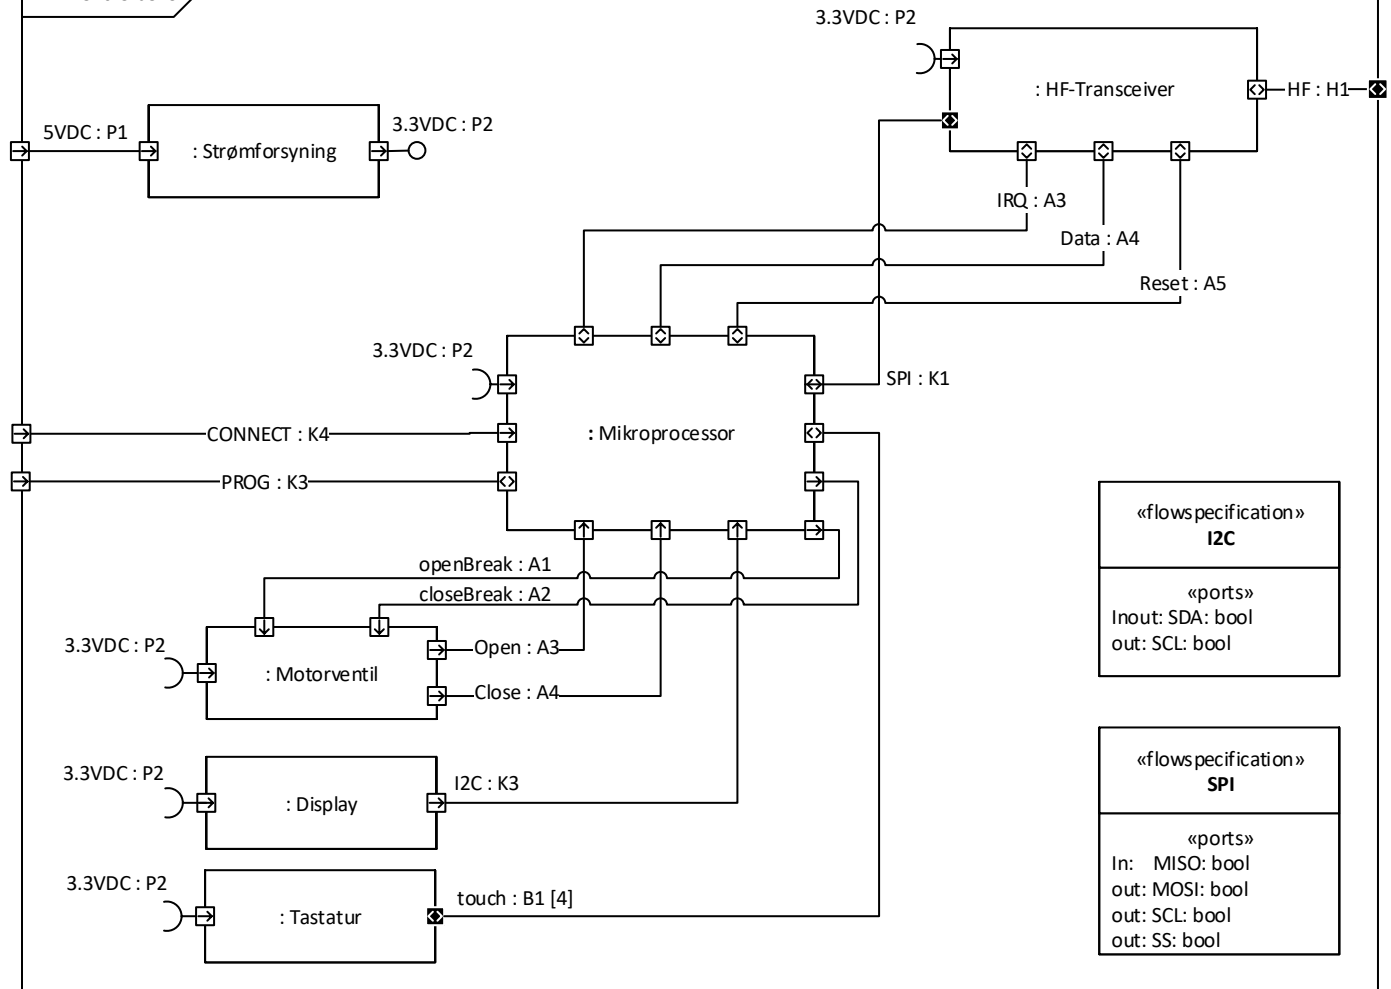 3.3VDC : P2
: HF-Transceiver
HF : H1
5VDC : P1
3.3VDC : P2
: Strømforsyning
IRQ : A3
Data : A4
Reset : A5
3.3VDC : P2
SPI : K1
CONNECT : K4
: Mikroprocessor
PROG : K3
«flowspecification»
I2C
«ports»
Inout: SDA: bool
out: SCL: bool
openBreak : A1
closeBreak : A2
3.3VDC : P2
Open : A3
: Motorventil
Close : A4
3.3VDC : P2
I2C : K3
: Display
«flowspecification»
SPI
«ports»
In: MISO: bool
out: MOSI: bool
out: SCL: bool
out: SS: bool
3.3VDC : P2
touch : B1 [4]
: Tastatur